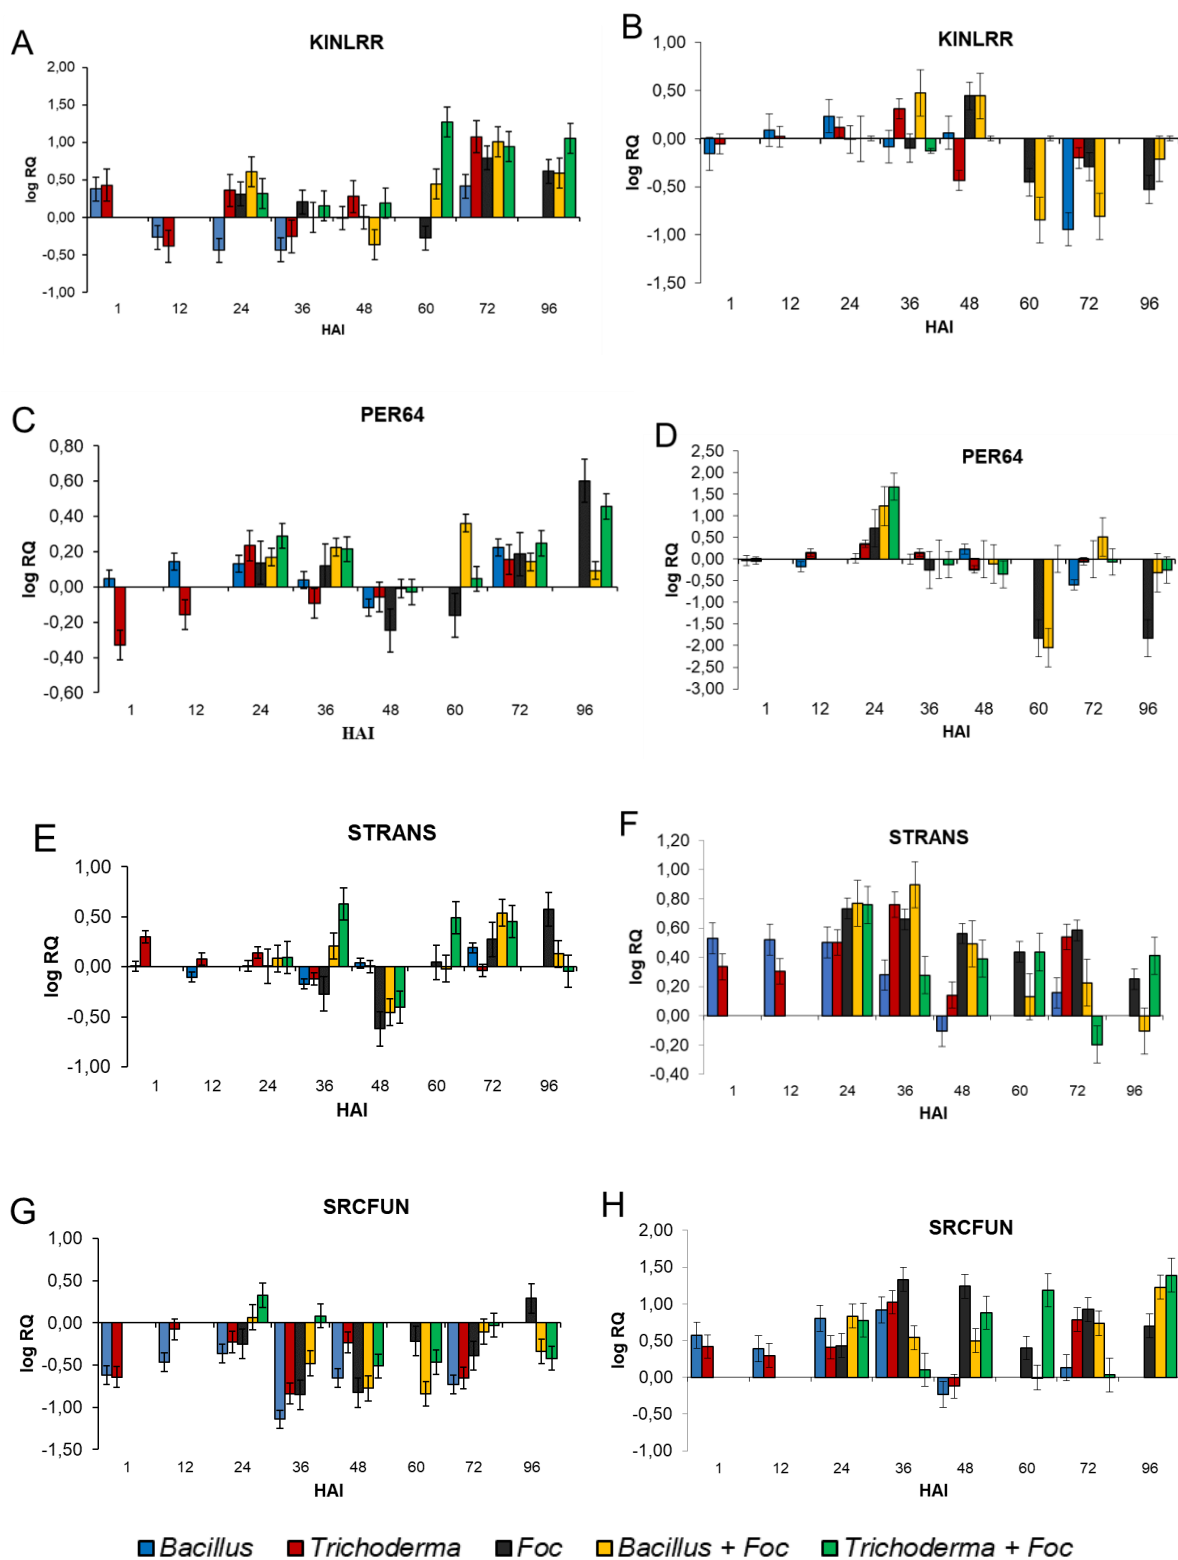 A
KINLRR
2,00
1,50
1,00
0,50
0,00
-0,50
-1,00
log RQ
1 12 24 36 48 60 72 96
HAI
B
KINLRR
1,00
0,50
0,00
-0,50
-1,00
-1,50
log RQ
1 12 24 36 48 60 72 96
HAI
C
PER64
0,80
0,60
0,40
0,20
0,00
-0,20
-0,40
-0,60
log RQ
1 12 24 36 48 60 72 96
HAI
D
PER64
2,50
2,00
1,50
1,00
0,50
0,00
-0,50
-1,00
-1,50
-2,00
-2,50
-3,00
log RQ
1 12 24 36 48 60 72 96
HAI
E
STRANS
1,00
0,50
0,00
-0,50
-1,00
log RQ
1 12 24 36 48 60 72 96
HAI
F
STRANS
1,20
1,00
0,80
0,60
0,40
0,20
0,00
-0,20
-0,40
log RQ
1 12 24 36 48 60 72 96
HAI
G
SRCFUN
1,00
0,50
0,00
-0,50
-1,00
-1,50
log RQ
1 12 24 36 48 60 72 96
HAI
H
SRCFUN
2,00
1,50
1,00
0,50
0,00
-0,50
-1,00
log RQ
1 12 24 36 48 60 72 96
HAI
Bacillus Trichoderma Foc Bacillus + Foc Trichoderma + Foc